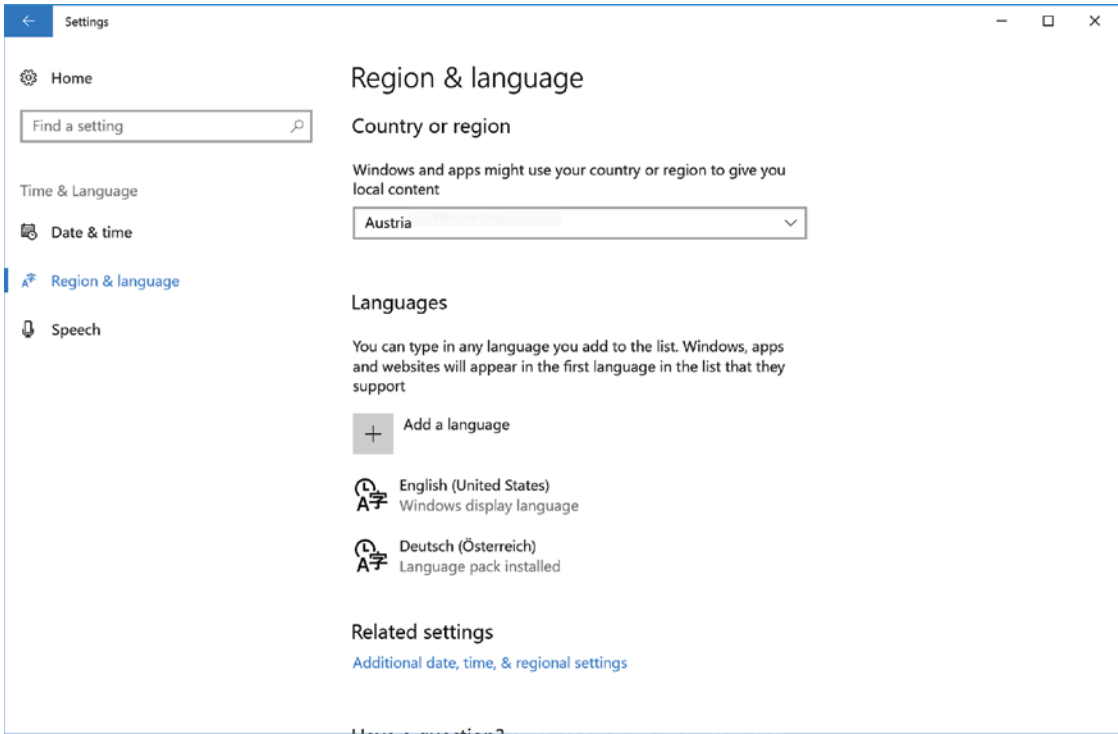 Settings
Home
Find a setting
Time & Language
Date & time
Region & language
Speech
Region & language
Country or region
Windows and apps might use your country or region to give you
local content
Austria
Languages
You can type in any language you add to the list. Windows, apps
and websites will appear in the first language in the list that they
support
Add a language
English (United States)
Windows display language
Deutsch (Österreich)
Language pack installed
Related settings
Additional date, time, & regional settings
Have a question?